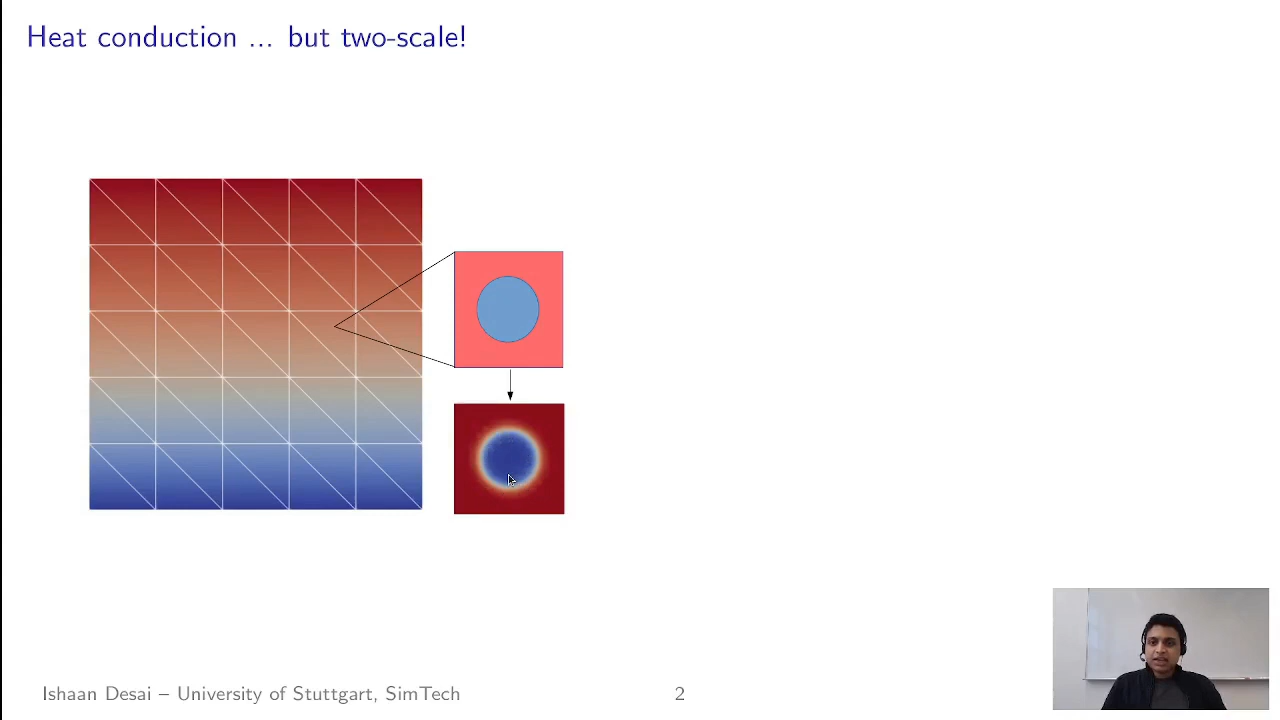 Heat conduction ... but two-scale!
Ishaan Desai – University of Stuttgart, SimTech
2